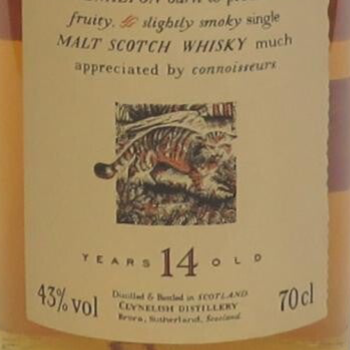 fruity. & slightly smoky single
MALT SCOTCH WHISKY much
appreciated by connoisseurs
YEARS 14 OLD
43% vol
Distilled & Bottled in SCOTLAND.
CLYNELISH DISTILLERY
Brora, Sutherland, Scotland.
70cl